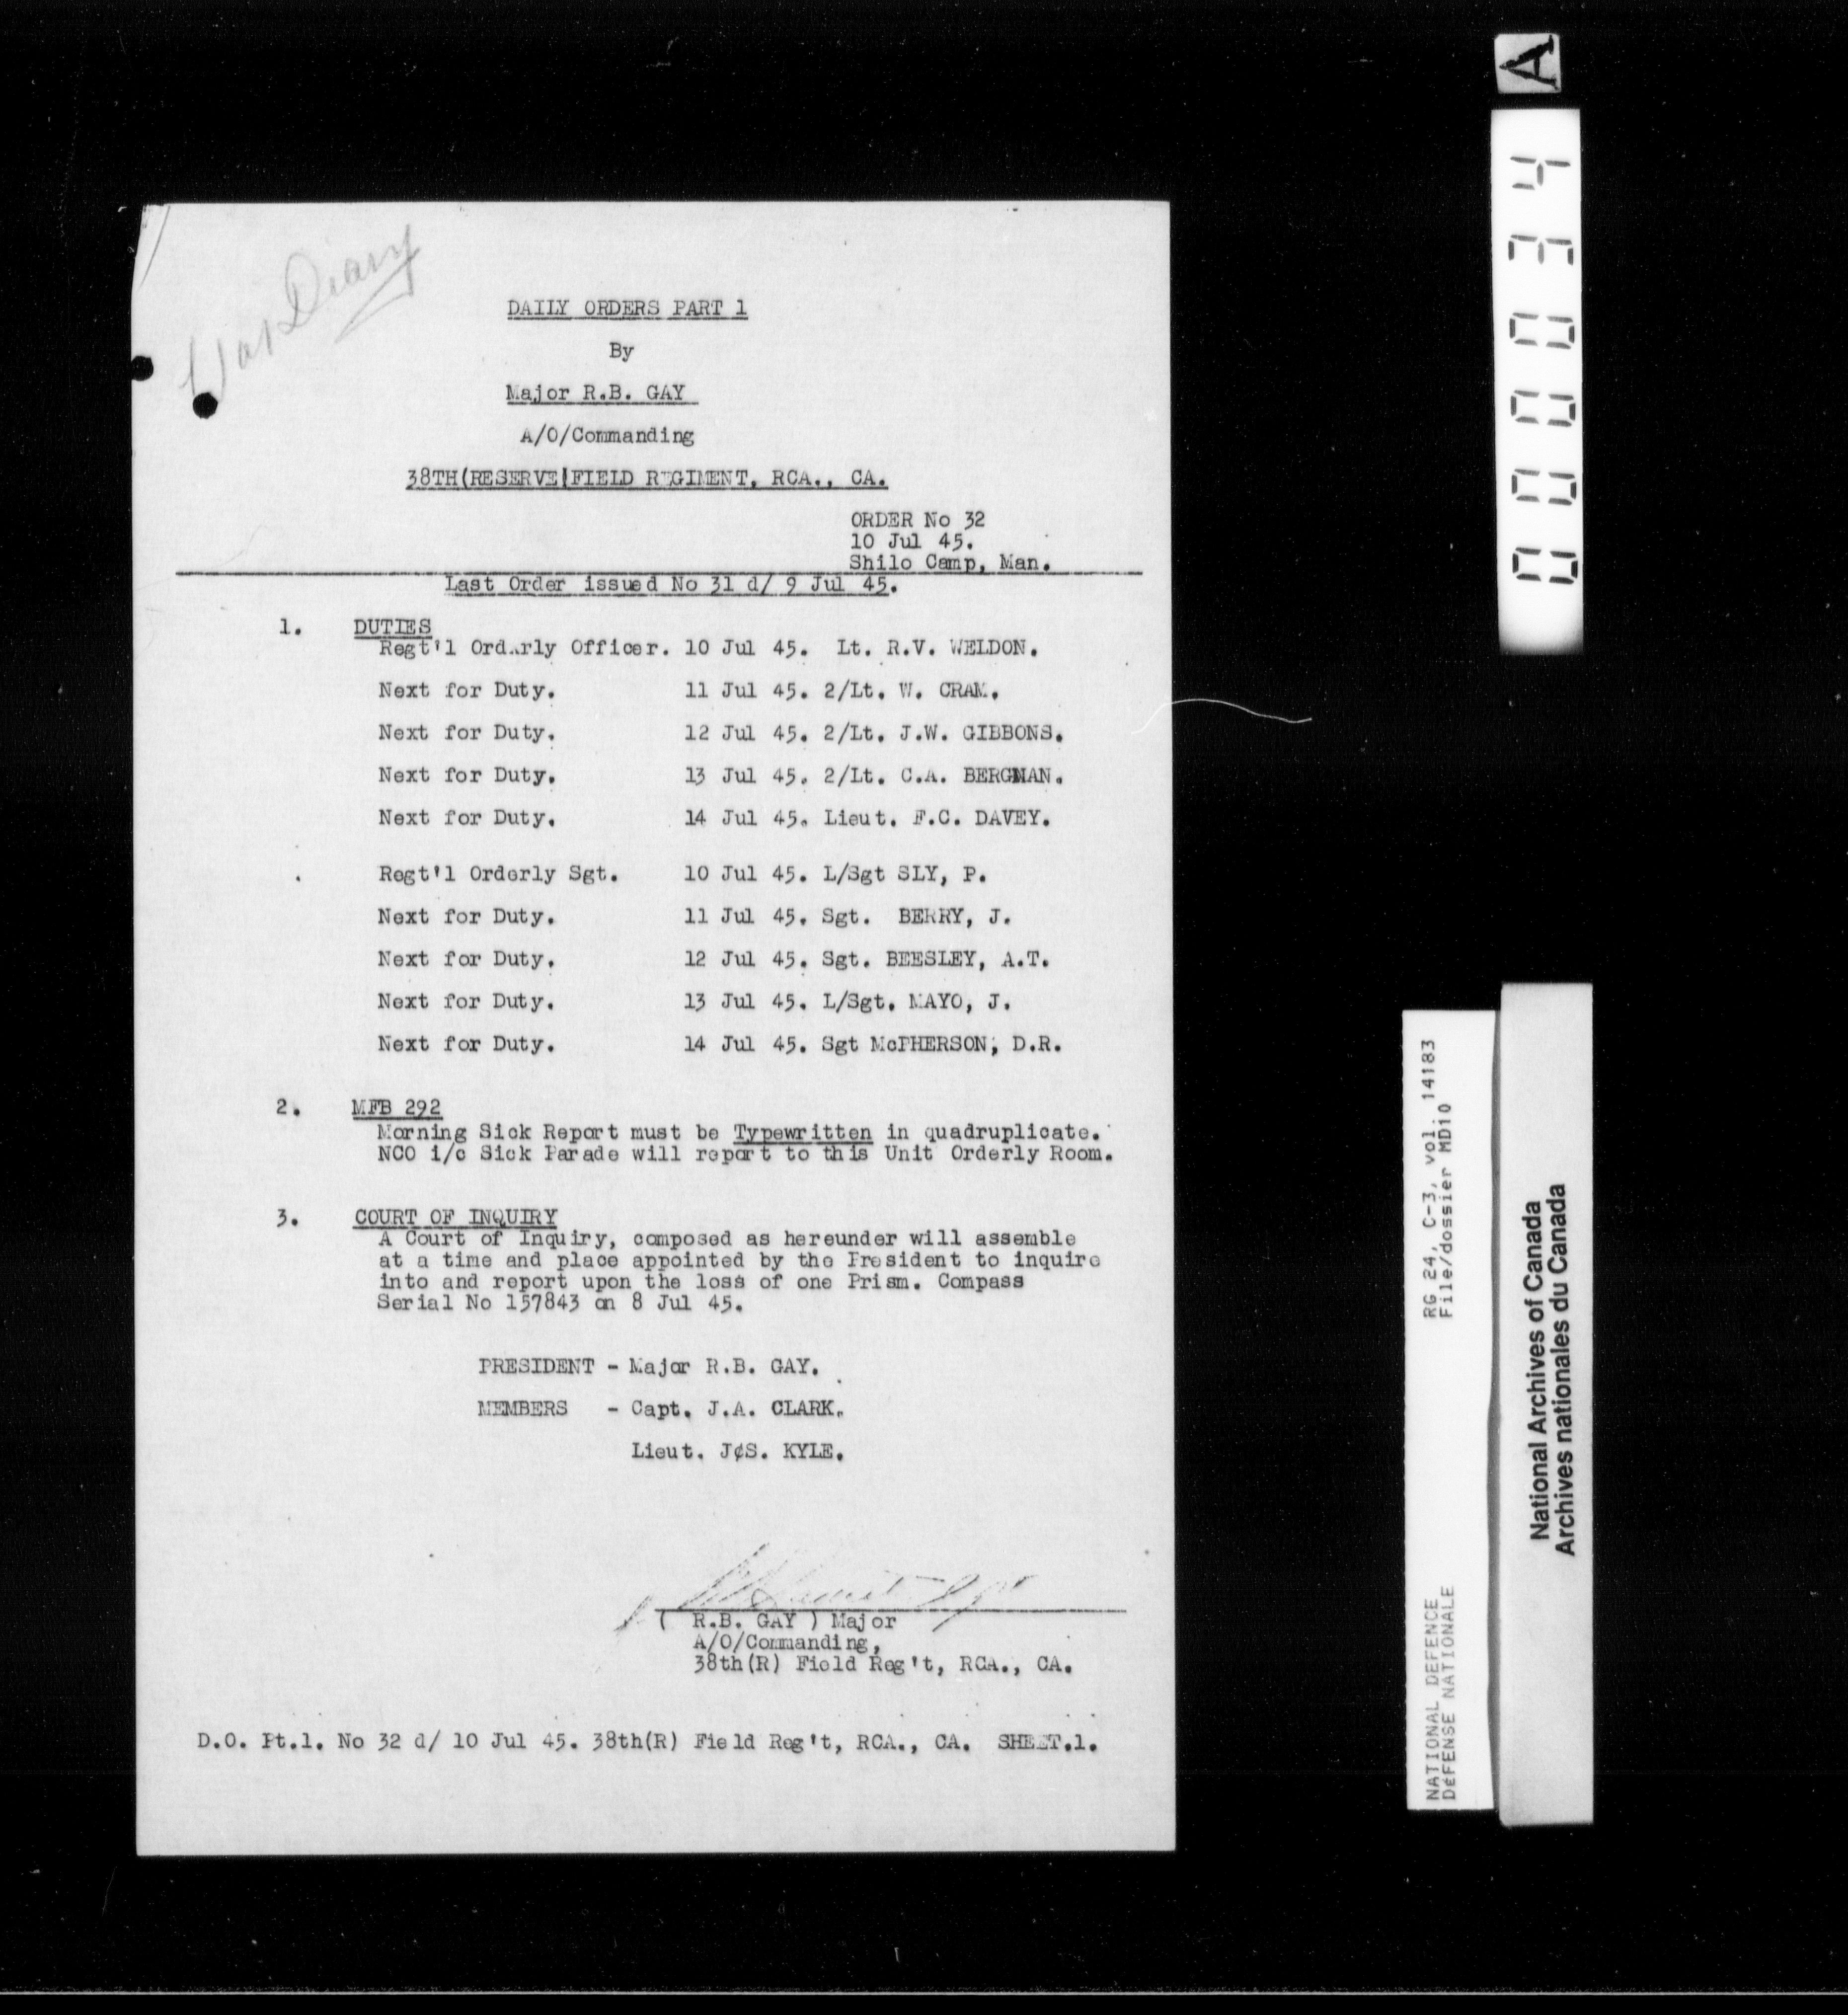 War Diary
DAILY ORDERS PART 1
By
Major R.B. GAY
A/O/Commanding
38TH(RESERVE)FIELD REGIMENT, RCA., CA.
ORDER No 32
10 Jul 45.
Shilo Camp, Man.
Last Order issued No 31 d/ 9 Jul 45.
1. DUTIES
Regt'l Orderly Officer. 10 Jul 45. Lt. R.V. WELDON.
Next for Duty. 11 Jul 45. 2/Lt. W. CRAM.
Next for Duty. 12 Jul 45. 2/Lt. J.W. GIBBONS.
Next for Duty. 13 Jul 45. 2/Lt. C.A. BERGMAN.
Next for Duty. 14 Jul 45. Lieut. F.C. DAVEY.
Regt'l Orderly Sgt. 10 Jul 45. L/Sgt SLY, P.
Next for Duty. 11 Jul 45. Sgt. BERRY, J.
Next for Duty. 12 Jul 45. Sgt. BEESLEY, A.T.
Next for Duty. 13 Jul 45. L/Sgt. MAYO, J.
Next for Duty. 14 Jul 45. Sgt McPHERSON, D.R.
2. MFB 292
Morning Sick Report must be Typewritten in quadruplicate.
NCO i/c Sick Parade will report to this Unit Orderly Room.
3. COURT OF INQUIRY
A Court of Inquiry, composed as hereunder will assemble
at a time and place appointed by the President to inquire
into and report upon the loss of one Prism. Compass
Serial No 157843 on 8 Jul 45.
PRESIDENT - Major R.B. GAY.
MEMBERS - Capt. J.A. CLARK.
Lieut. J¢S. KYLE.
( R.B. GAY ) Major
A/O/Commanding,
38th(R) Field Reg't, RCA., CA.
D.O. Pt.1. No 32 d/ 10 Jul 45. 38th(R) Field Reg't, RCA., CA. SHEET.1.
A
000034
RG 24, C-3, vol. 14183
File/dossier MD10
NATIONAL DEFENCE
DéFENSE NATIONALE
National Archives of Canada
Archives nationales du Canada